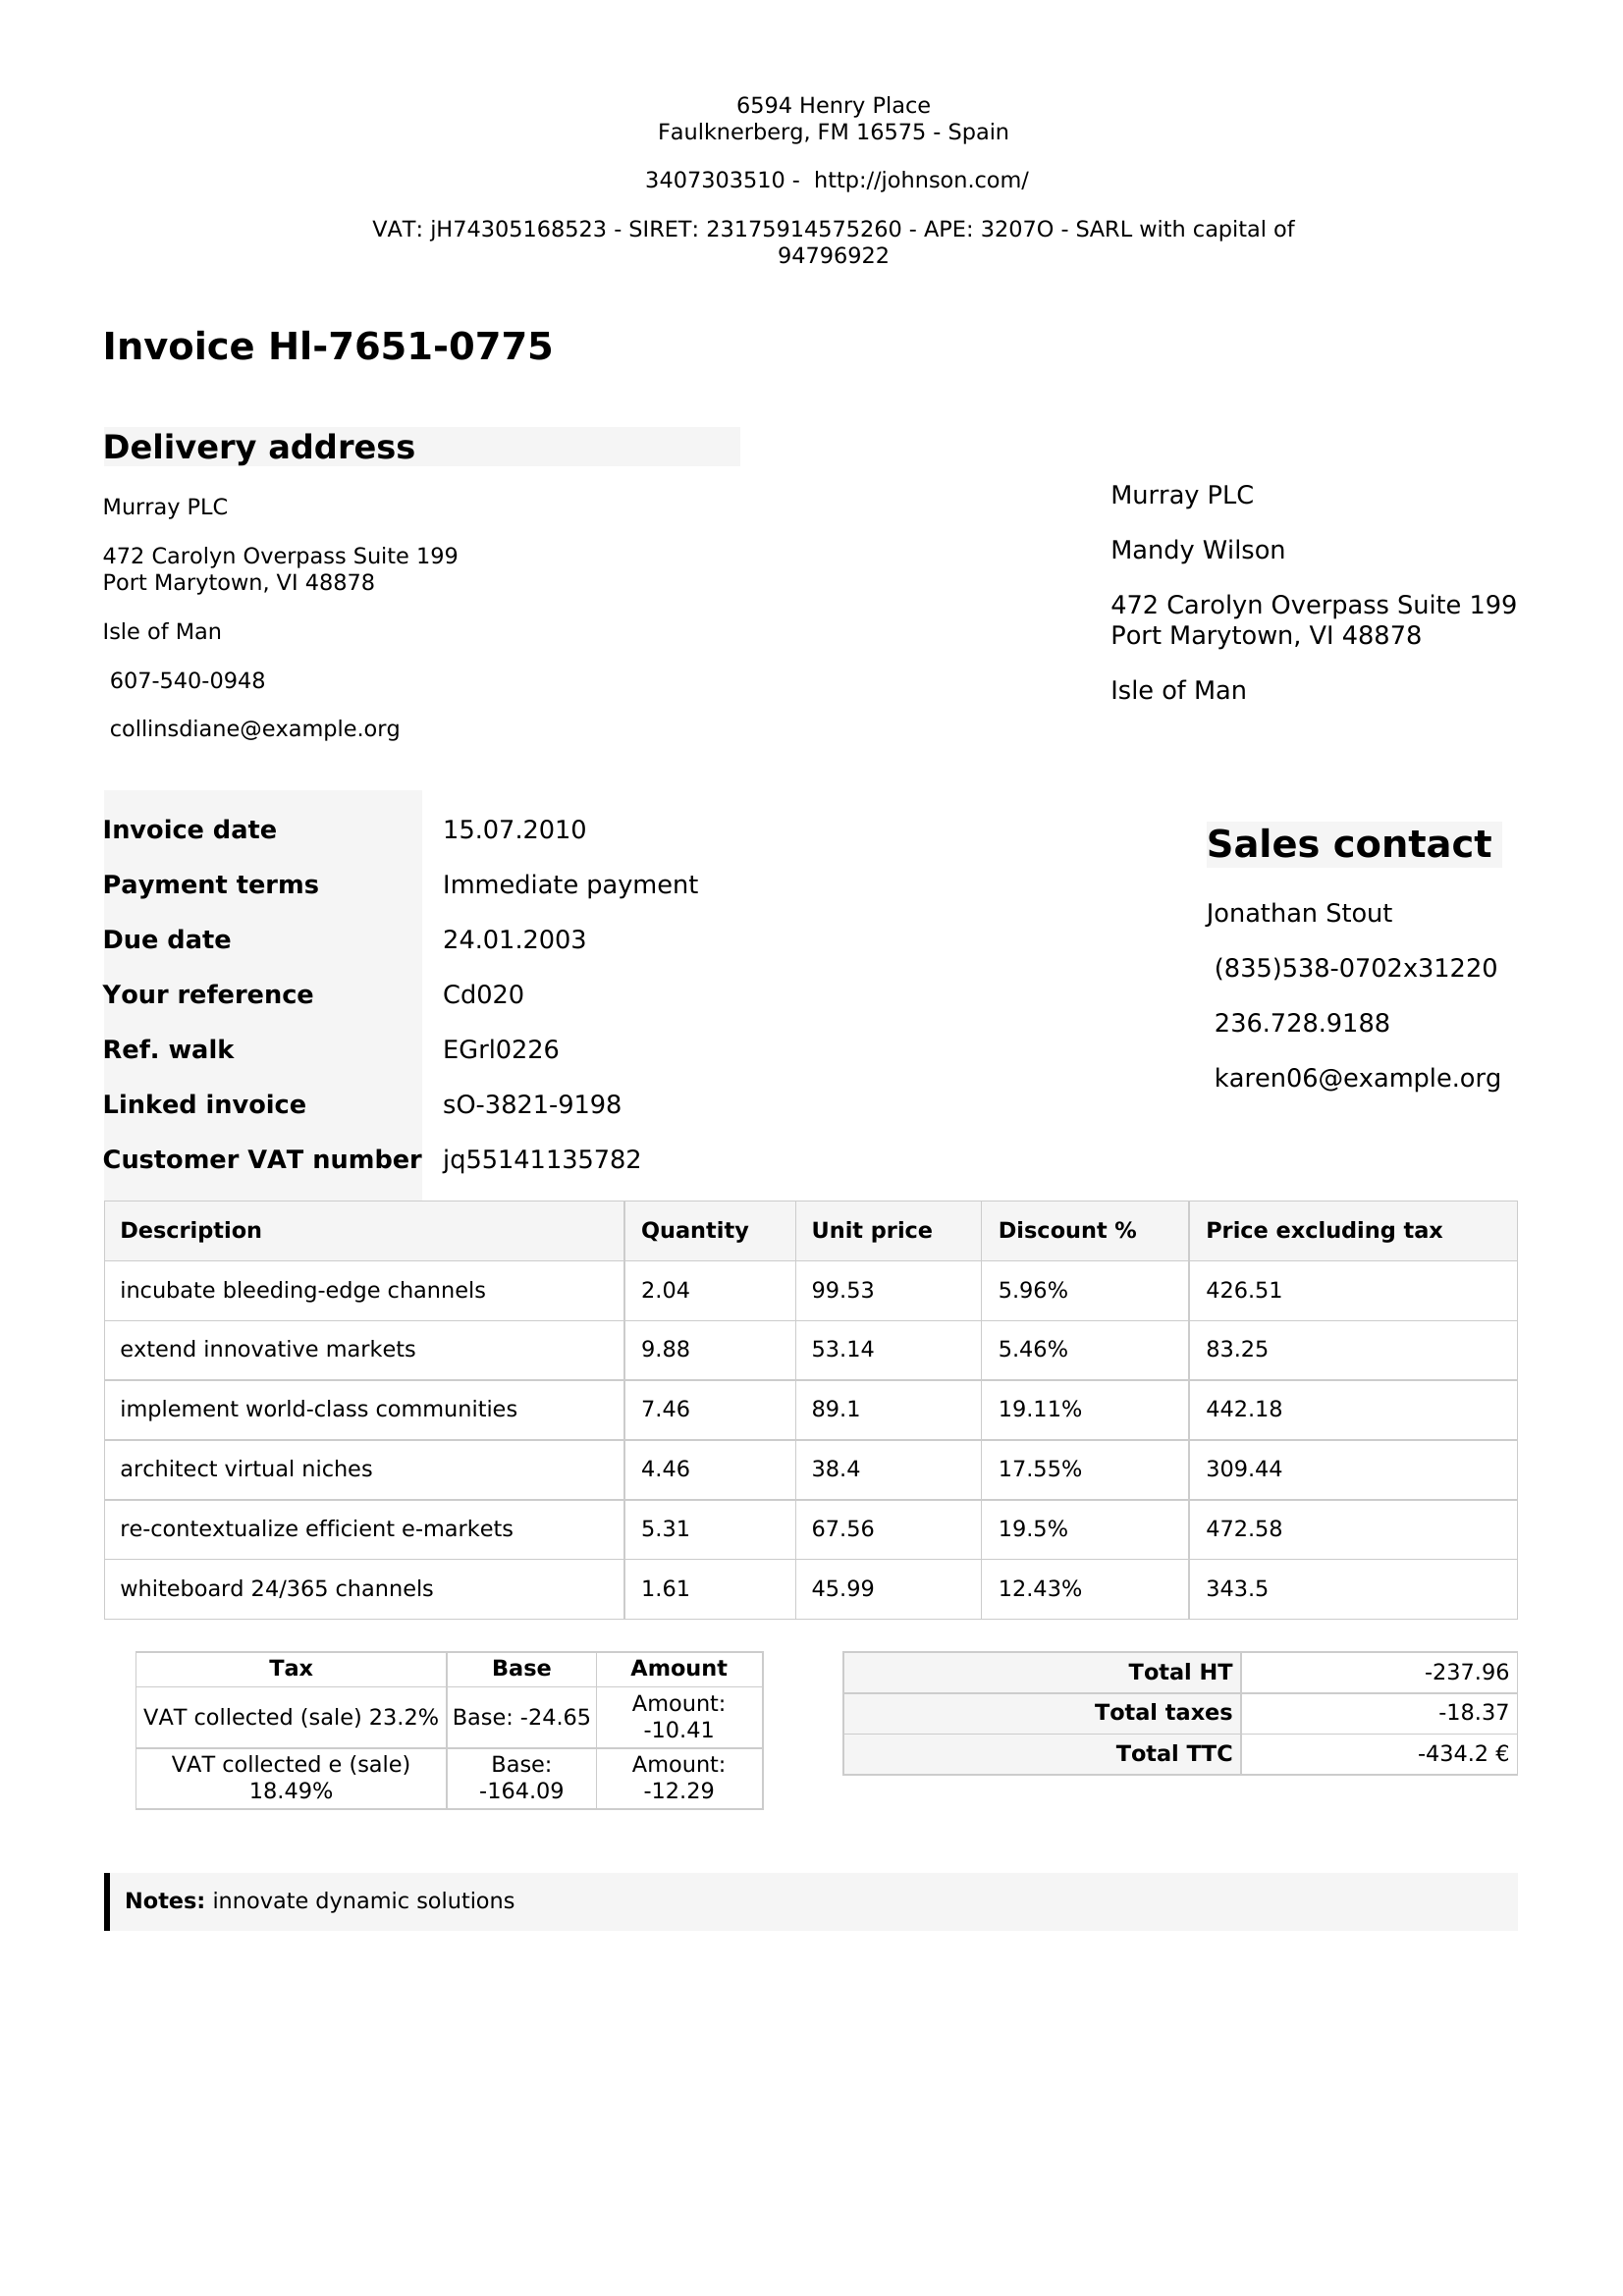 6594 Henry Place
Faulknerberg, FM 16575 - Spain
3407303510 -  http://johnson.com/
VAT: jH74305168523 - SIRET: 23175914575260 - APE: 3207O - SARL with capital of
94796922
Invoice Hl-7651-0775
Delivery address
Murray PLC
472 Carolyn Overpass Suite 199
Port Marytown, VI 48878
Isle of Man
607-540-0948
collinsdiane@example.org
Murray PLC
Mandy Wilson
472 Carolyn Overpass Suite 199
Port Marytown, VI 48878
Isle of Man
Invoice date 15.07.2010
Payment terms Immediate payment
Due date 24.01.2003
Your reference Cd020
Ref. walk EGrl0226
Linked invoice sO-3821-9198
Customer VAT number jq55141135782
Sales contact
Jonathan Stout
(835)538-0702x31220
236.728.9188
karen06@example.org
Description Quantity Unit price Discount % Price excluding tax
incubate bleeding-edge channels 2.04 99.53 5.96% 426.51
extend innovative markets 9.88 53.14 5.46% 83.25
implement world-class communities 7.46 89.1 19.11% 442.18
architect virtual niches 4.46 38.4 17.55% 309.44
re-contextualize efficient e-markets 5.31 67.56 19.5% 472.58
whiteboard 24/365 channels 1.61 45.99 12.43% 343.5
Tax Base Amount
VAT collected (sale) 23.2% Base: -24.65 Amount:
-10.41
VAT collected e (sale) Base: Amount:
18.49% -164.09 -12.29
Total HT -237.96
Total taxes -18.37
Total TTC -434.2 €
Notes: innovate dynamic solutions